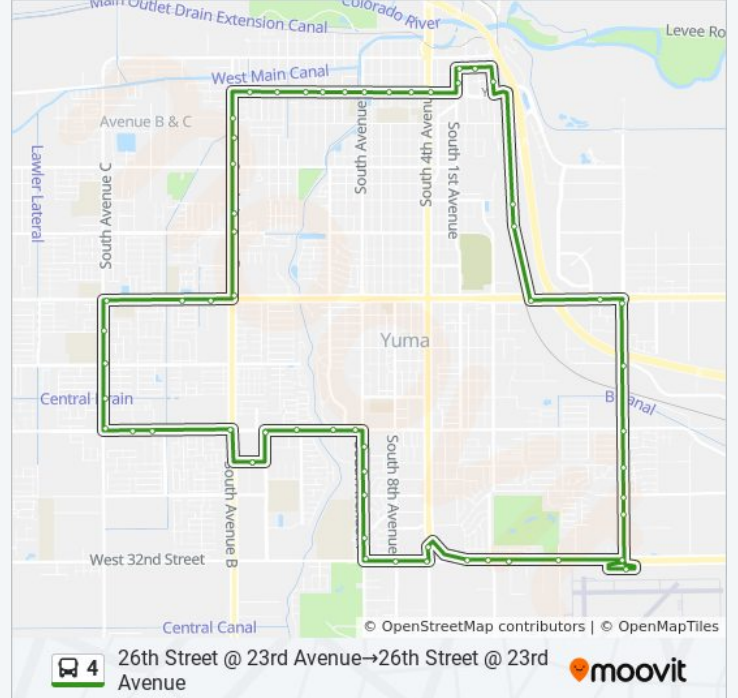 Main Outlet Drain Extension Canal
Colorado River
Levee Ro
West Main Canal
Avenue B & C
South Avenue
South 4th Avenu
South 1st Avenue
Lawler Lateral
South Avenue C
Yuma
Central Drain
B Canal
South 8th Avenue
South Avenue B
West 32nd Street
Central Canal
© OpenStreetMap contributors | © OpenMapTiles
4
26th Street @ 23rd Avenue→26th Street @ 23rd
Avenue
moovit